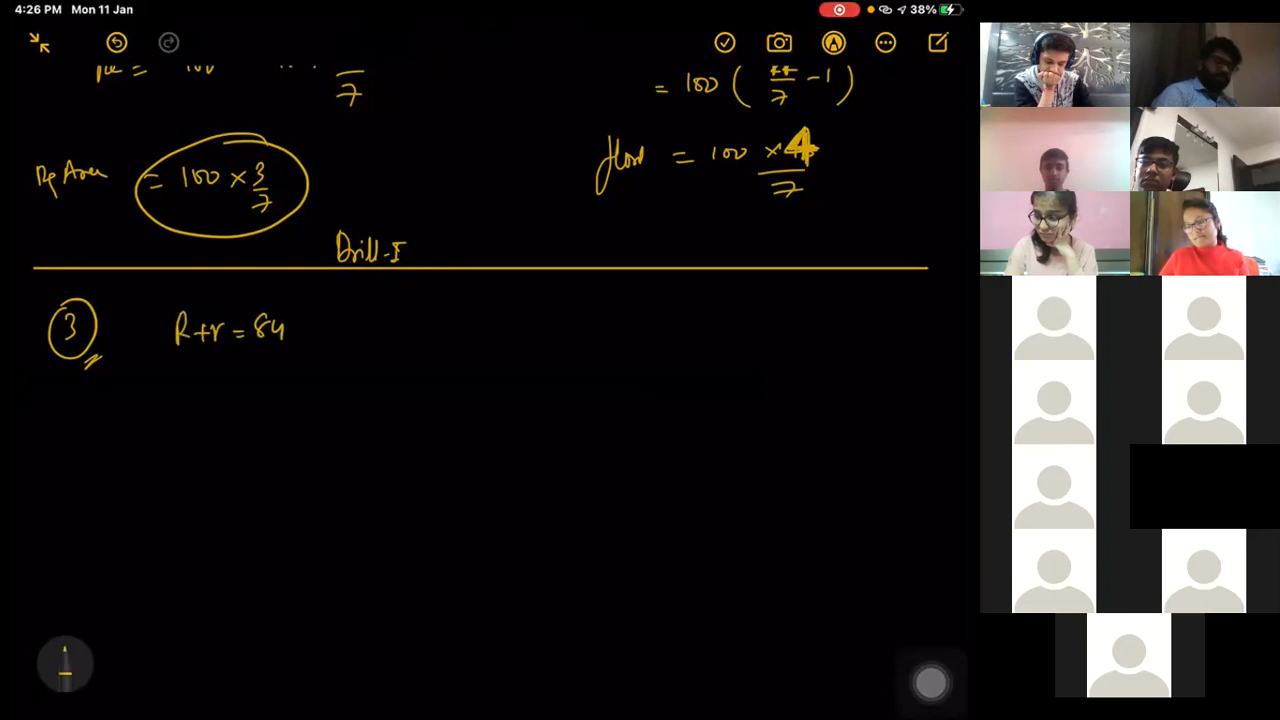 4:26 PM Mon 11 Jan
38%
= 100
7
= 100 ( /7 - 1 )
= 100 × 4/7
Area
= 100 × 3/7
Drill-I
3
R+r = 84